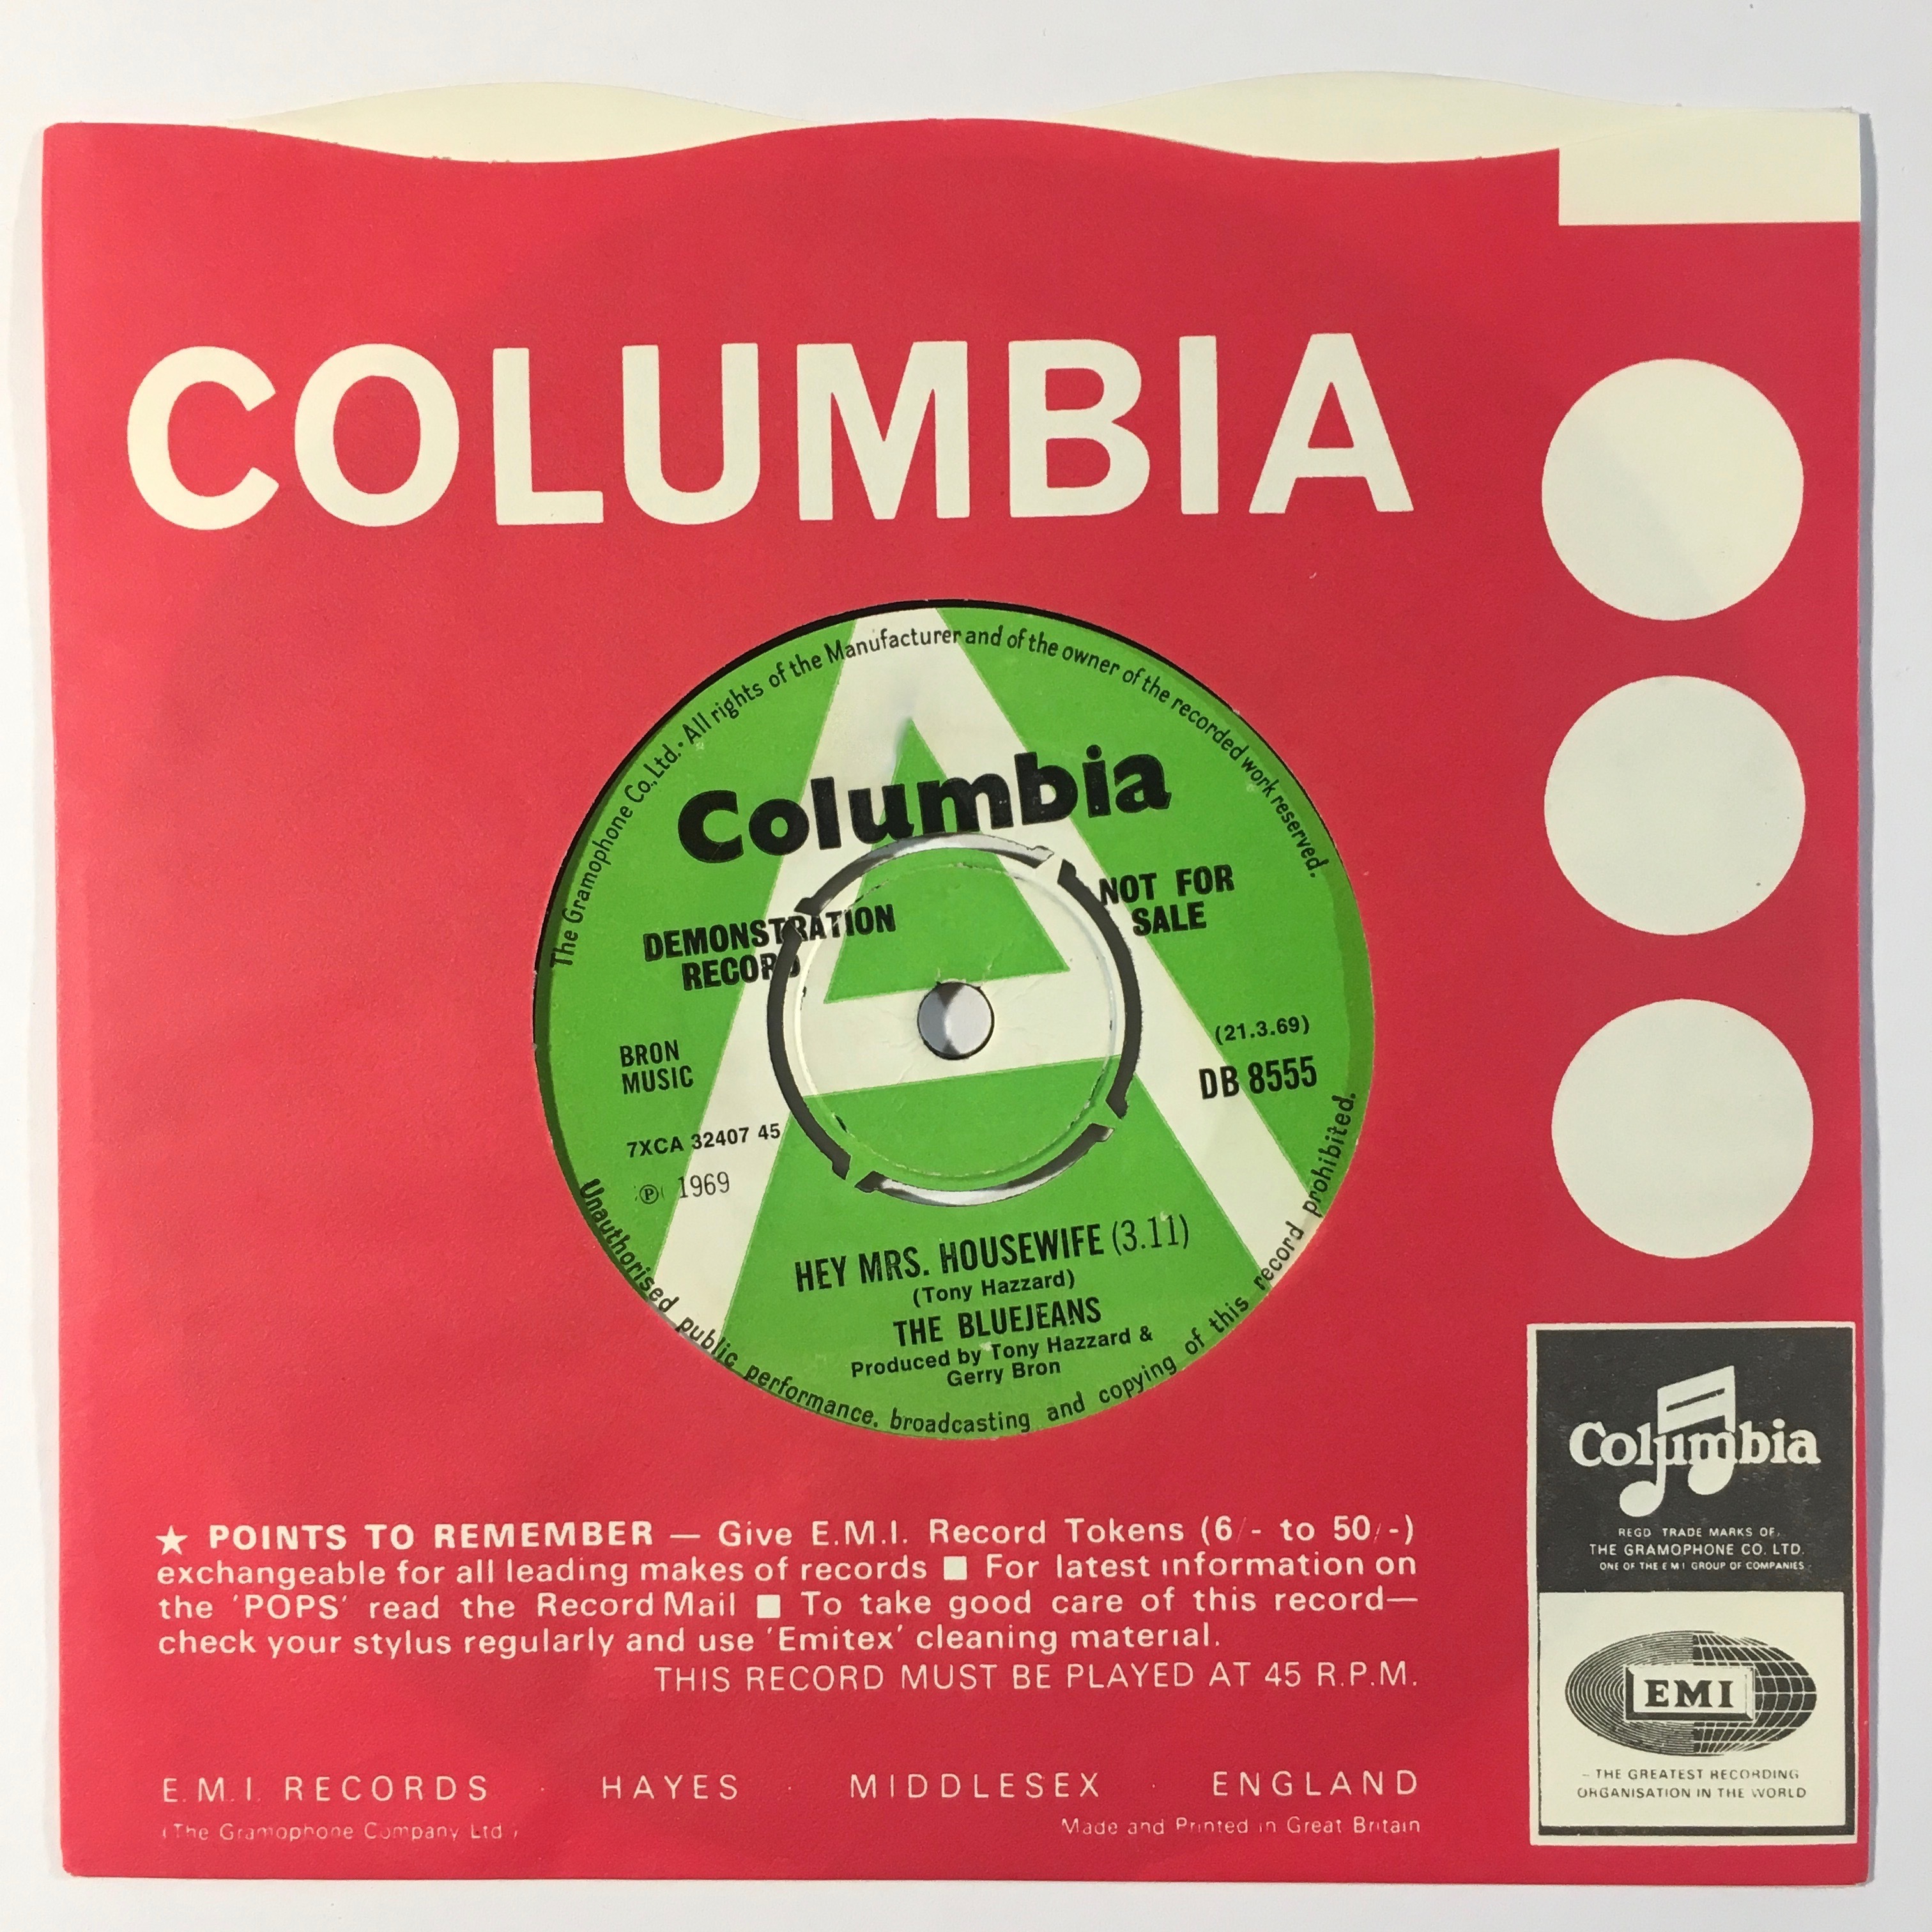 COLUMBIA
The Gramophone Co., Ltd. · All rights of the Manufacturer and of the owner of the recorded work reserved.
A
Columbia
DEMONSTRATION
RECORD
NOT FOR
SALE
BRON
MUSIC
(21.3.69)
DB 8555
7XCA 32407 45
Ⓟ 1969
HEY MRS. HOUSEWIFE (3.11)
(Tony Hazzard)
THE BLUEJEANS
Produced by Tony Hazzard &
Gerry Bron
Unauthorised public performance, broadcasting and copying of this record prohibited.
★ POINTS TO REMEMBER — Give E.M.I. Record Tokens (6/- to 50/-)
exchangeable for all leading makes of records ■ For latest information on
the 'POPS' read the Record Mail ■ To take good care of this record—
check your stylus regularly and use 'Emitex' cleaning material.
THIS RECORD MUST BE PLAYED AT 45 R.P.M.
E.M.I. RECORDS · HAYES · MIDDLESEX · ENGLAND
(The Gramophone Company Ltd.)
Made and Printed in Great Britain
Columbia
REGD TRADE MARKS OF,
THE GRAMOPHONE CO. LTD.
ONE OF THE E M I GROUP OF COMPANIES
EMI
– THE GREATEST RECORDING
ORGANISATION IN THE WORLD